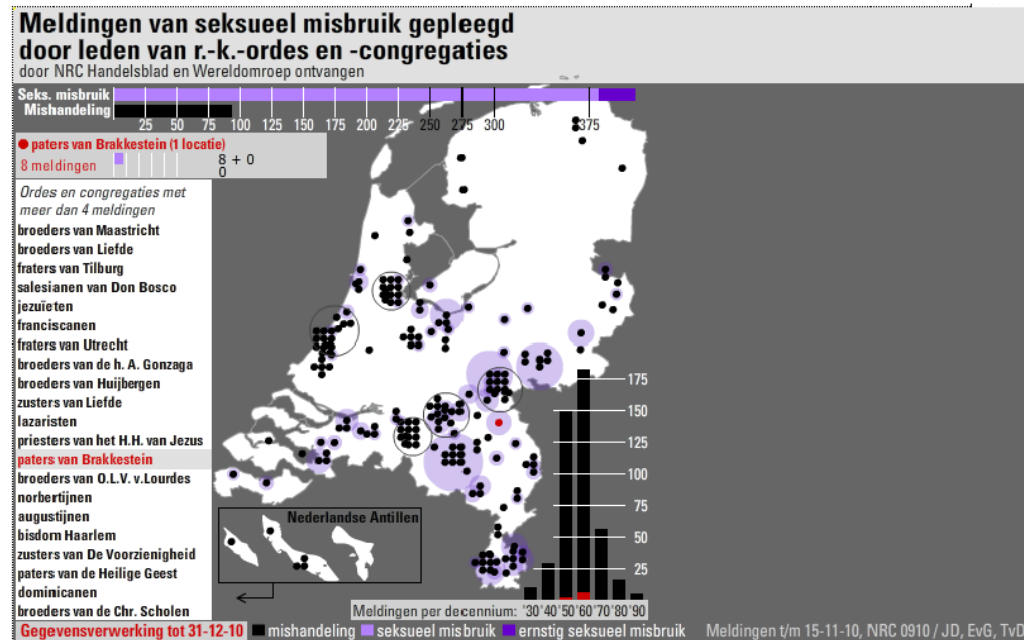 Meldingen van seksueel misbruik gepleegd
door leden van r.-k.-ordes en -congregaties
door NRC Handelsblad en Wereldomroep ontvangen
Seks. misbruik
Mishandeling
25 50 75 100 125 150 175 200 225 250 275 300 375
paters van Brakkestein (1 locatie)
8 meldingen
8 + 0
0
Ordes en congregaties met
meer dan 4 meldingen
broeders van Maastricht
broeders van Liefde
fraters van Tilburg
salesianen van Don Bosco
jezuïeten
franciscanen
fraters van Utrecht
broeders van de h. A. Gonzaga
broeders van Huijbergen
zusters van Liefde
lazaristen
priesters van het H.H. van Jezus
paters van Brakkestein
broeders van O.L.V. v.Lourdes
norbertijnen
augustijnen
bisdom Haarlem
zusters van De Voorzienigheid
paters van de Heilige Geest
dominicanen
broeders van de Chr. Scholen
Nederlandse Antillen
175
150
125
100
75
50
25
Meldingen per decennium: '30 '40 '50 '60 '70 '80 '90
Gegevensverwerking tot 31-12-10 mishandeling seksueel misbruik ernstig seksueel misbruik Meldingen t/m 15-11-10, NRC 0910 / JD, EvG, TvD